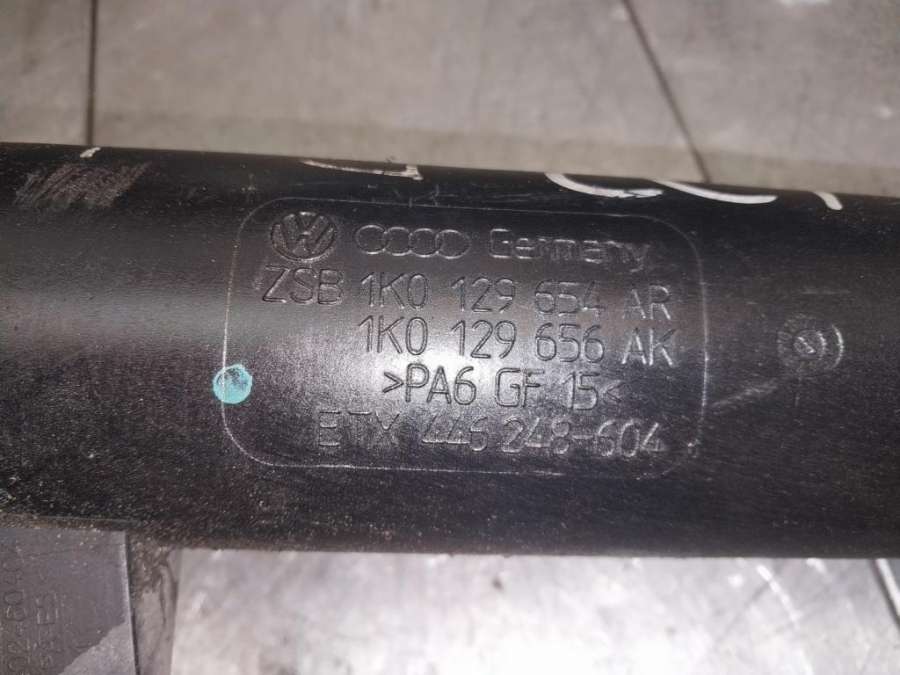 Germany
ZSB 1K0 129 654 AR
1K0 129 656 AK
>PA6 GF 15<
ETX 446 248-604